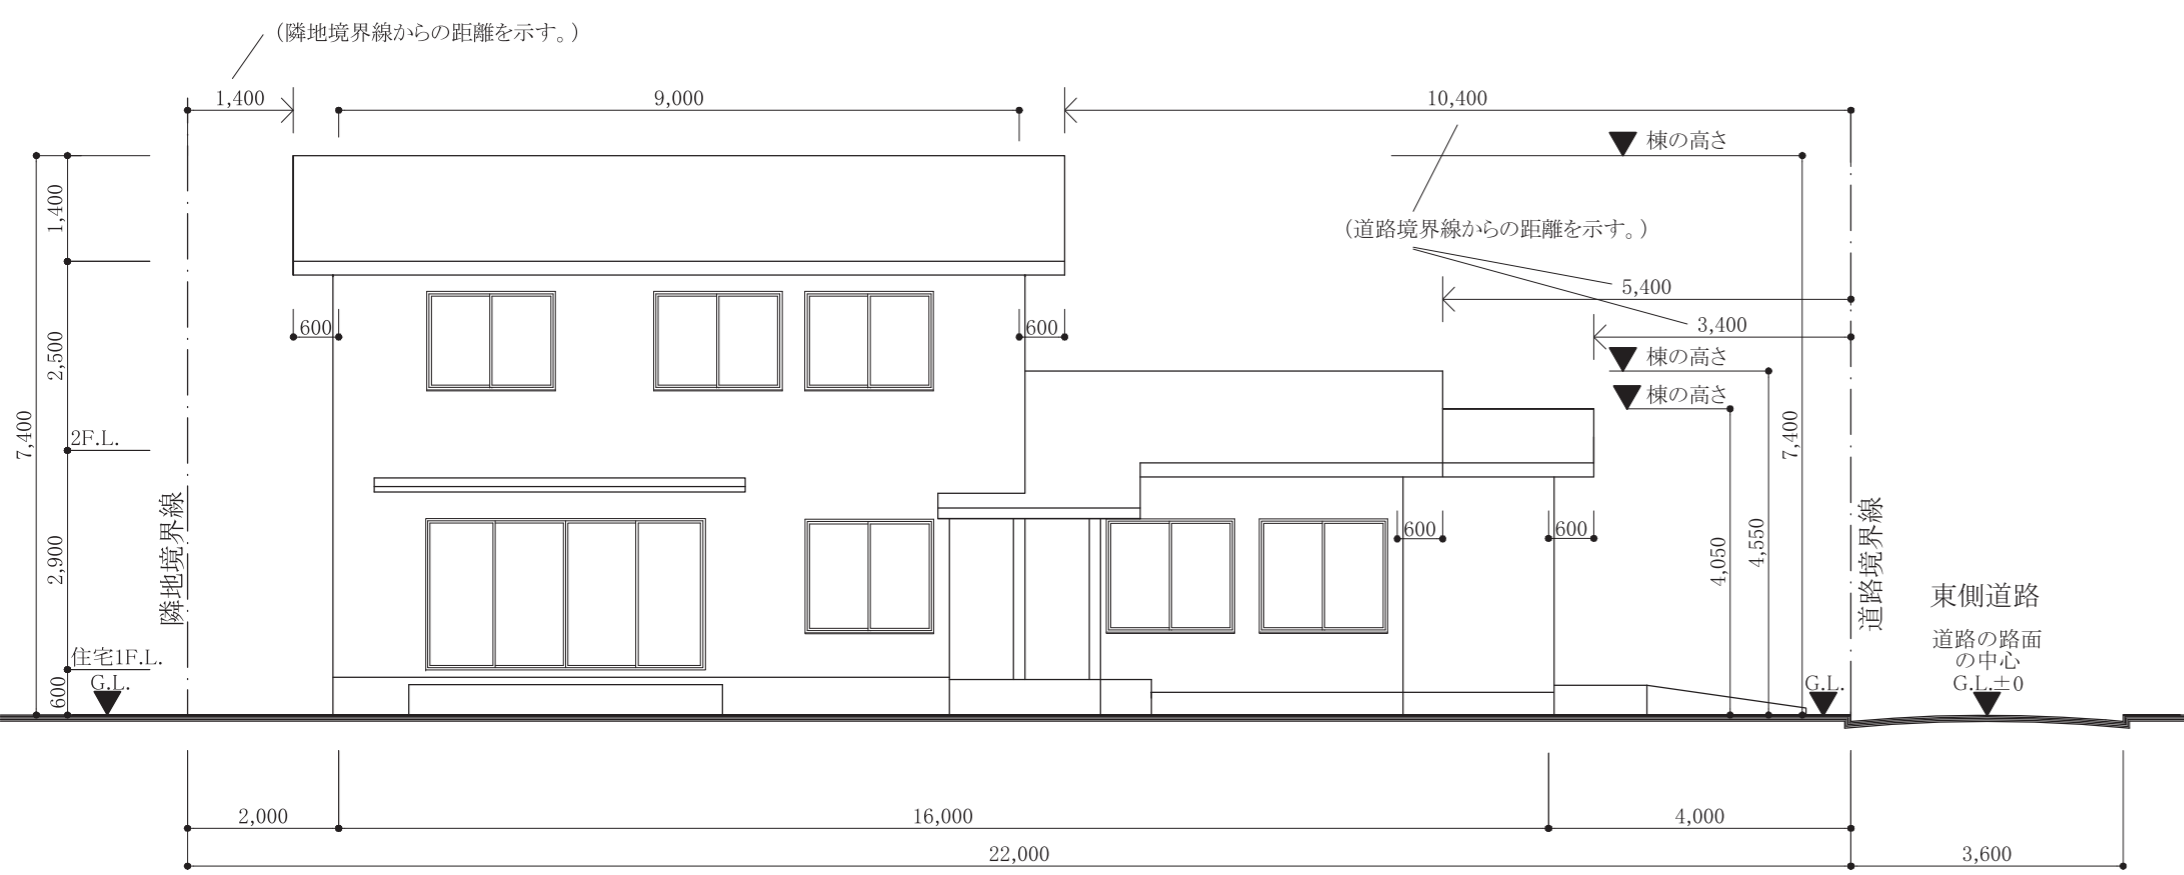 (隣地境界線からの距離を示す。)
1,400
9,000
10,400
棟の高さ
(道路境界線からの距離を示す。)
5,400
3,400
600
600
棟の高さ
棟の高さ
1,400
2,500
2,900
600
7,400
2F.L.
住宅1F.L.
G.L.
隣地境界線
600
600
4,050
4,550
7,400
道路境界線
東側道路
道路の路面
の中心
G.L.±0
G.L.
2,000
16,000
4,000
22,000
3,600